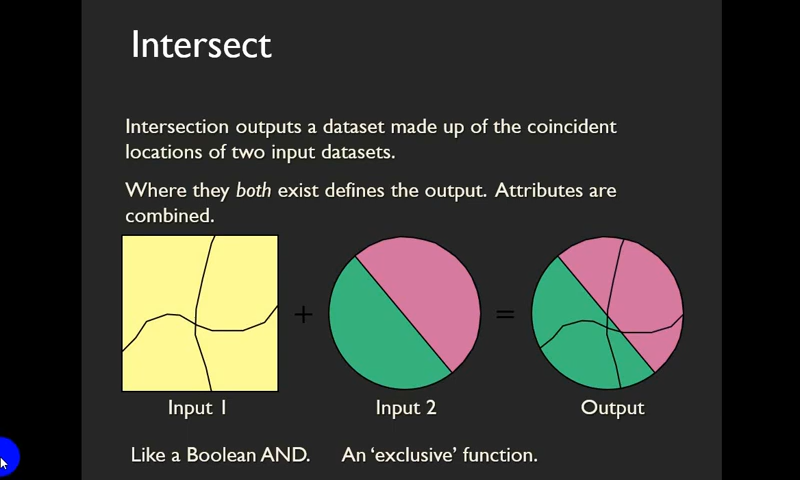 Intersect
Intersection outputs a dataset made up of the coincident
locations of two input datasets.
Where they both exist defines the output. Attributes are
combined.
+ =
Input 1 Input 2 Output
Like a Boolean AND. An ‘exclusive’ function.